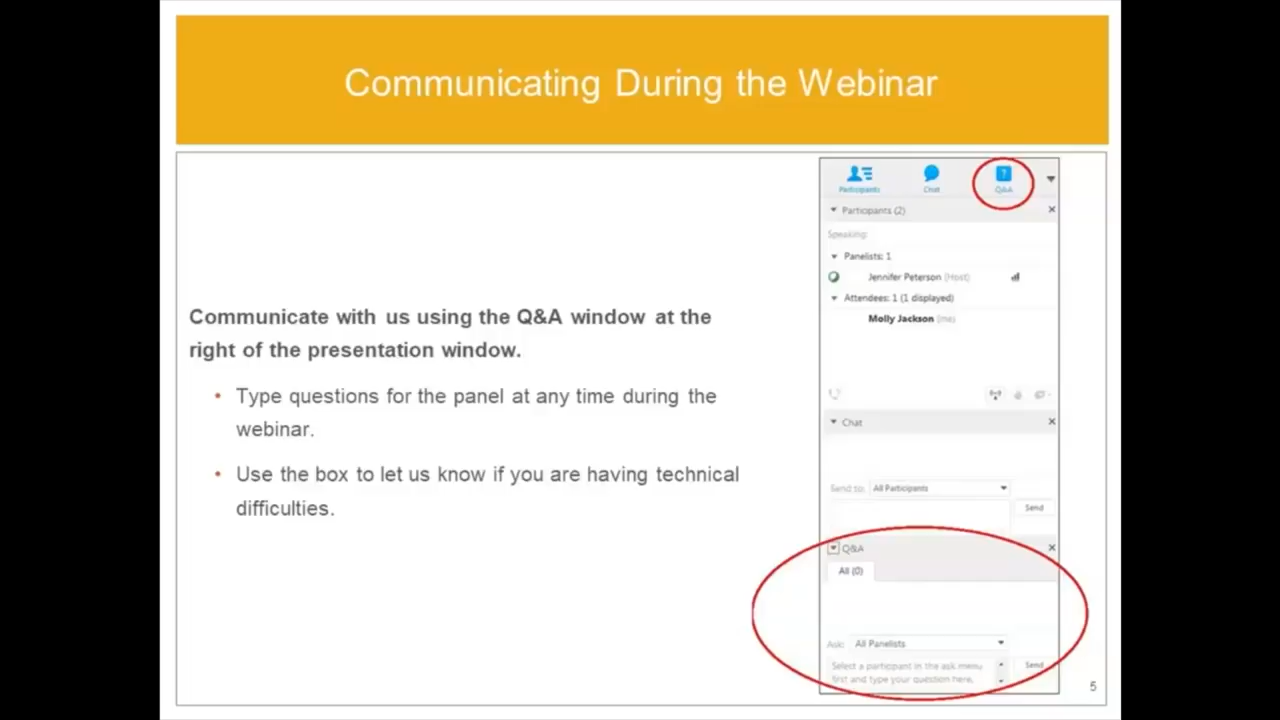 Communicating During the Webinar
Communicate with us using the Q&A window at the
right of the presentation window.
• Type questions for the panel at any time during the
webinar.
• Use the box to let us know if you are having technical
difficulties.
Participants
Chat
Q&A
Participants (2)
Speaking:
Panelists: 1
Jennifer Peterson (Host)
Attendees: 1 (1 displayed)
Molly Jackson (me)
Chat
Send to: All Participants
Send
Q&A
All (0)
Ask: All Panelists
Select a participant in the ask menu
first and type your question here.
Send
5